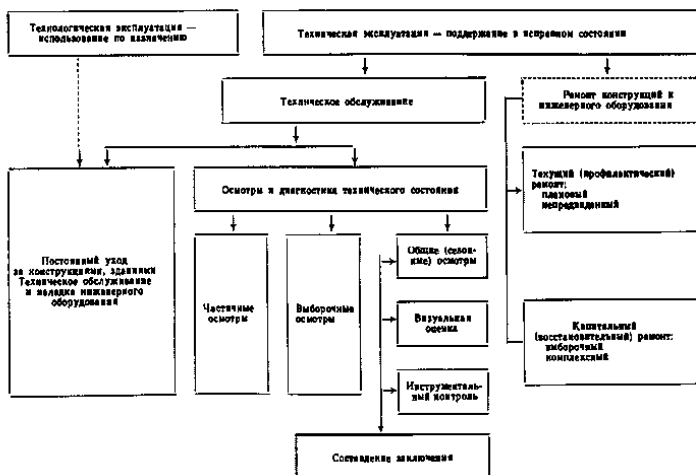 Технологическая эксплуатация —
использование по назначению
Техническая эксплуатация — поддержание в исправном состоянии
Техническое обслуживание
Ремонт конструкций и
инженерного оборудования
Осмотры и диагностика технического состояния
Текущий (профилактический)
ремонт:
плановый
непредвиденный
Постоянный уход
за конструкциями, зданиями
Техническое обслуживание
и наладка инженерного
оборудования
Частичные
осмотры
Выборочные
осмотры
Общие (сезон-
ные) осмотры
Визуальная
оценка
Инструменталь-
ный контроль
Капитальный
(восстановительный) ремонт:
выборочный
комплексный
Составление заключения